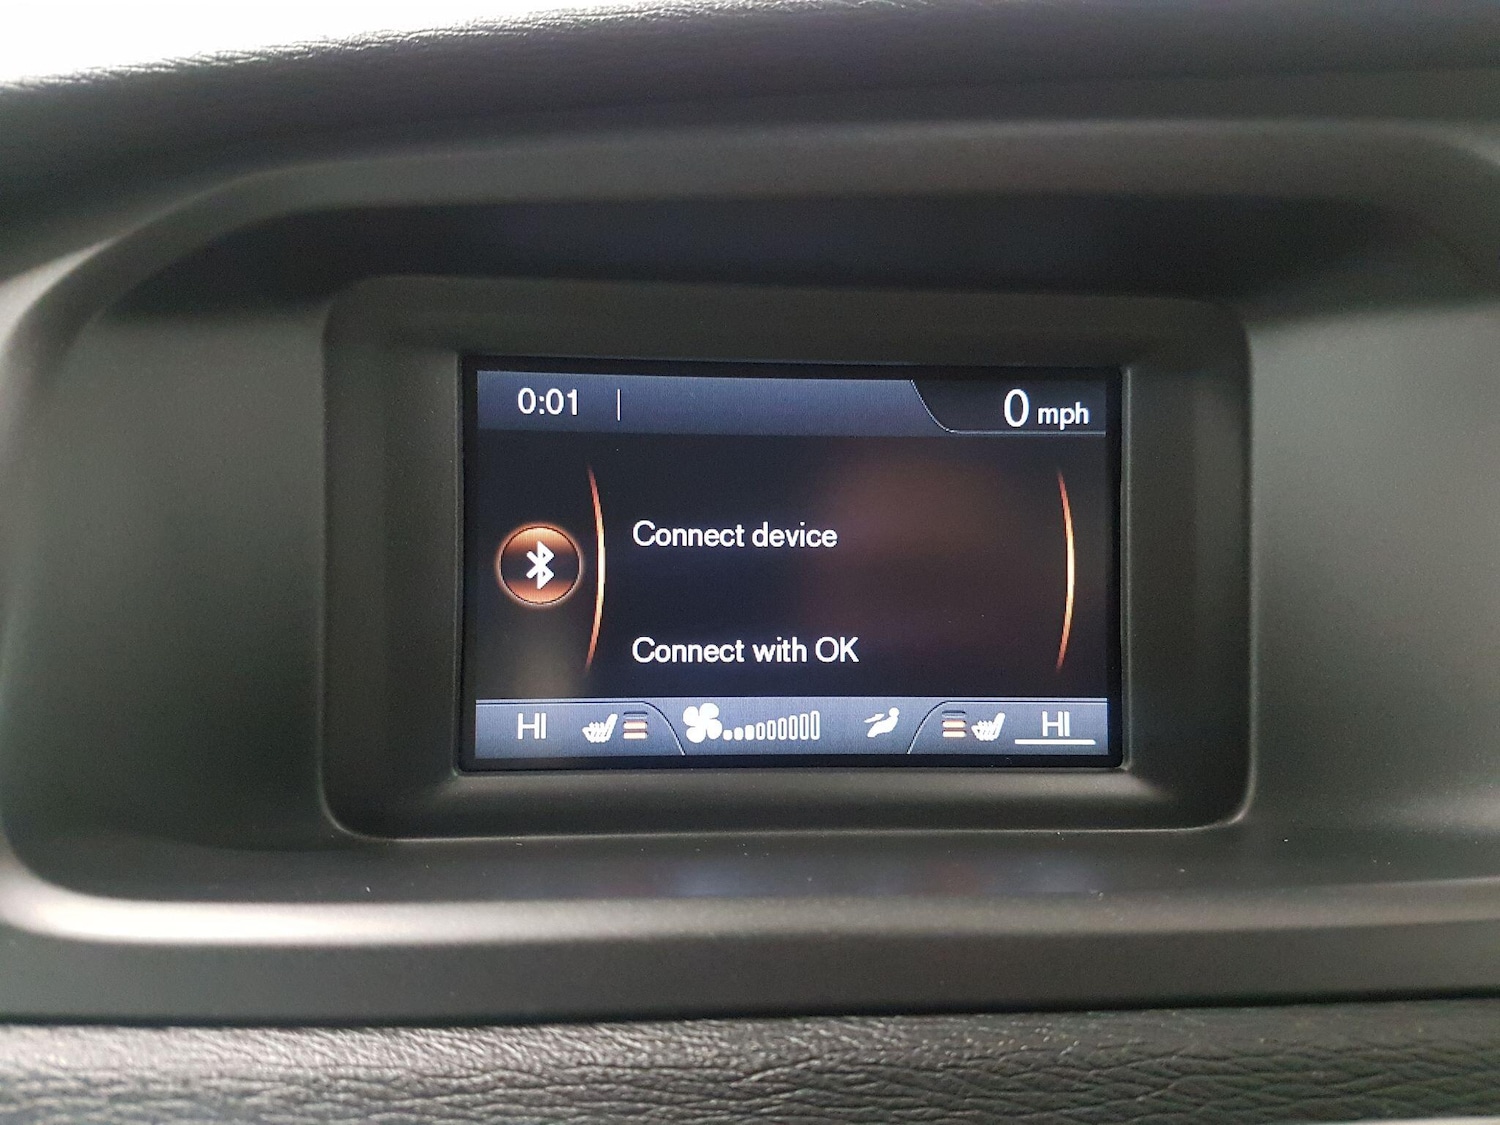 0:01
0 mph
Connect device
Connect with OK
HI HI